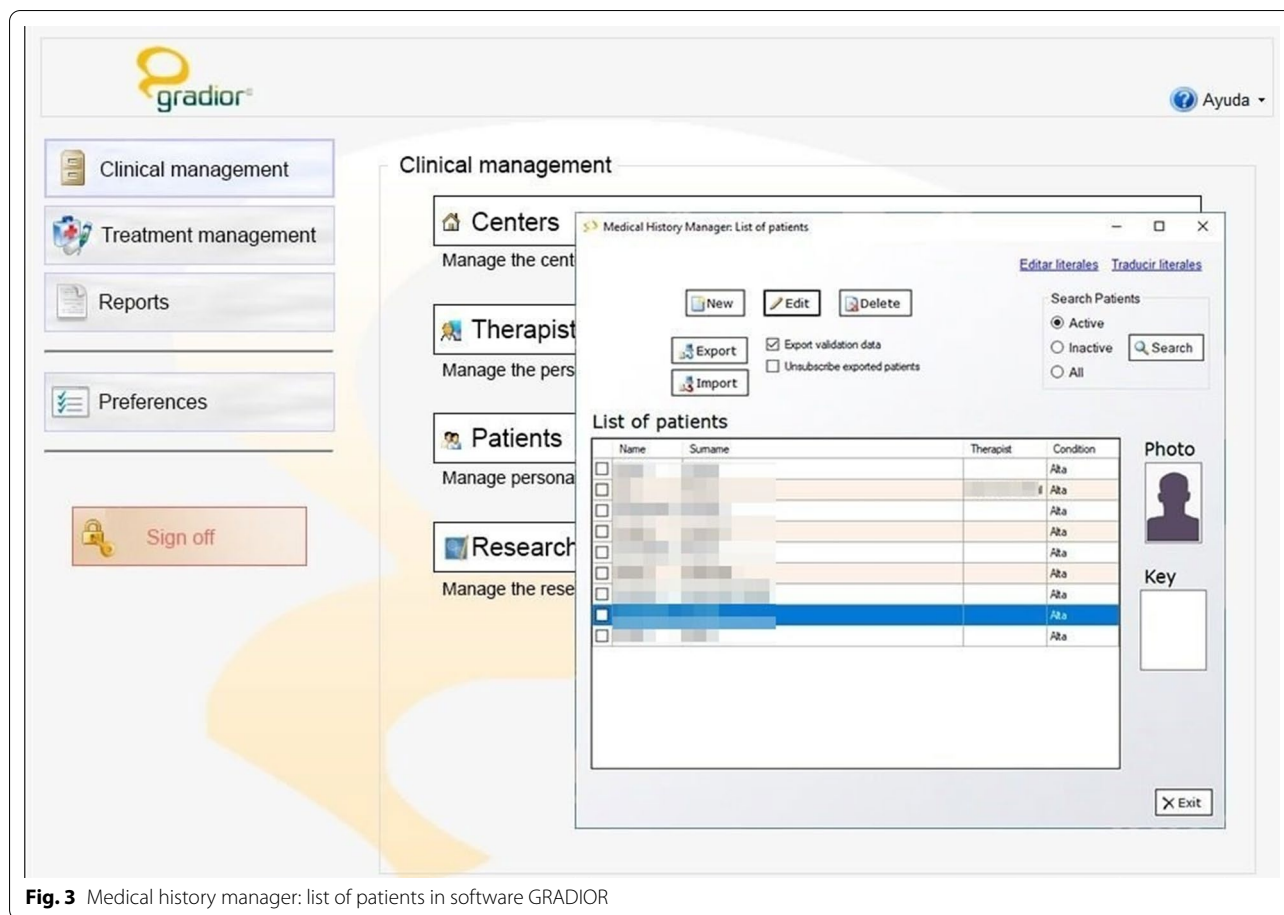 gradior®
Ayuda
Clinical management
Treatment management
Reports
Preferences
Sign off
Clinical management
Centers
Manage the cent
Therapist
Manage the pers
Patients
Manage persona
Research
Manage the rese
Medical History Manager: List of patients
Editar literales Traducir literales
New Edit Delete
Export
Import
Export validation data
Unsubscribe exported patients
Search Patients
Active
Inactive
All
Search
List of patients
Name Surname Therapist Condition
Alta
Alta
Alta
Alta
Alta
Alta
Alta
Alta
Alta
Photo
Key
Exit
Fig. 3 Medical history manager: list of patients in software GRADIOR